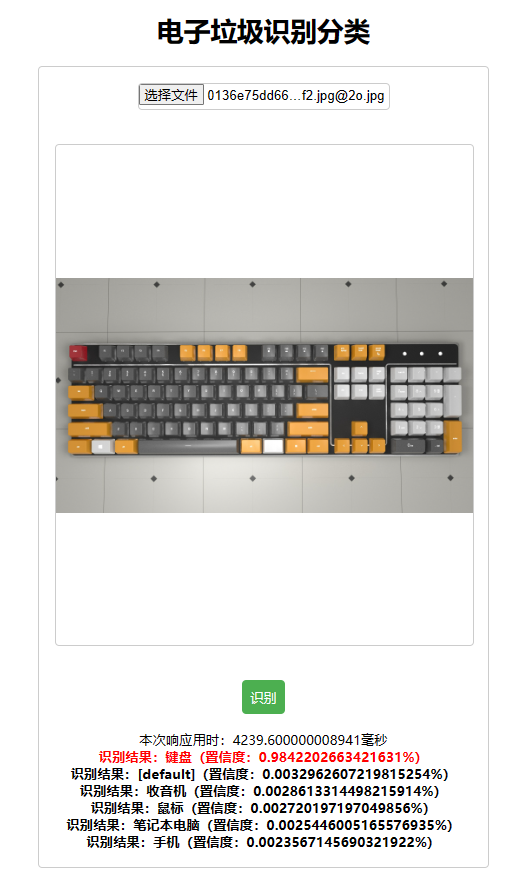 电子垃圾识别分类
选择文件 0136e75dd66...f2.jpg@2o.jpg
识别
本次响应用时：4239.600000008941毫秒
识别结果：键盘（置信度：0.9842202663421631%）
识别结果：[default]（置信度：0.0032962607219815254%）
识别结果：收音机（置信度：0.0028613314498215914%）
识别结果：鼠标（置信度：0.002720197197049856%）
识别结果：笔记本电脑（置信度：0.0025446005165576935%）
识别结果：手机（置信度：0.0023567145690321922%）